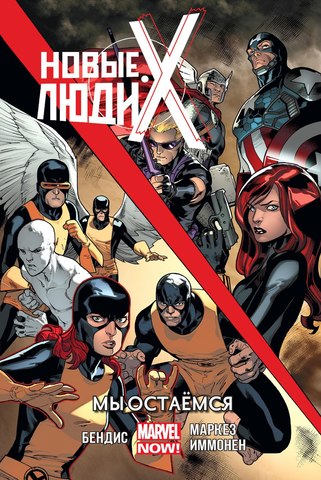 НОВЫЕ
ЛЮДИ X
МЫ ОСТАЁМСЯ
БЕНДИС
MARVEL
NOW!
МАРКЕЗ
ИММОНЕН